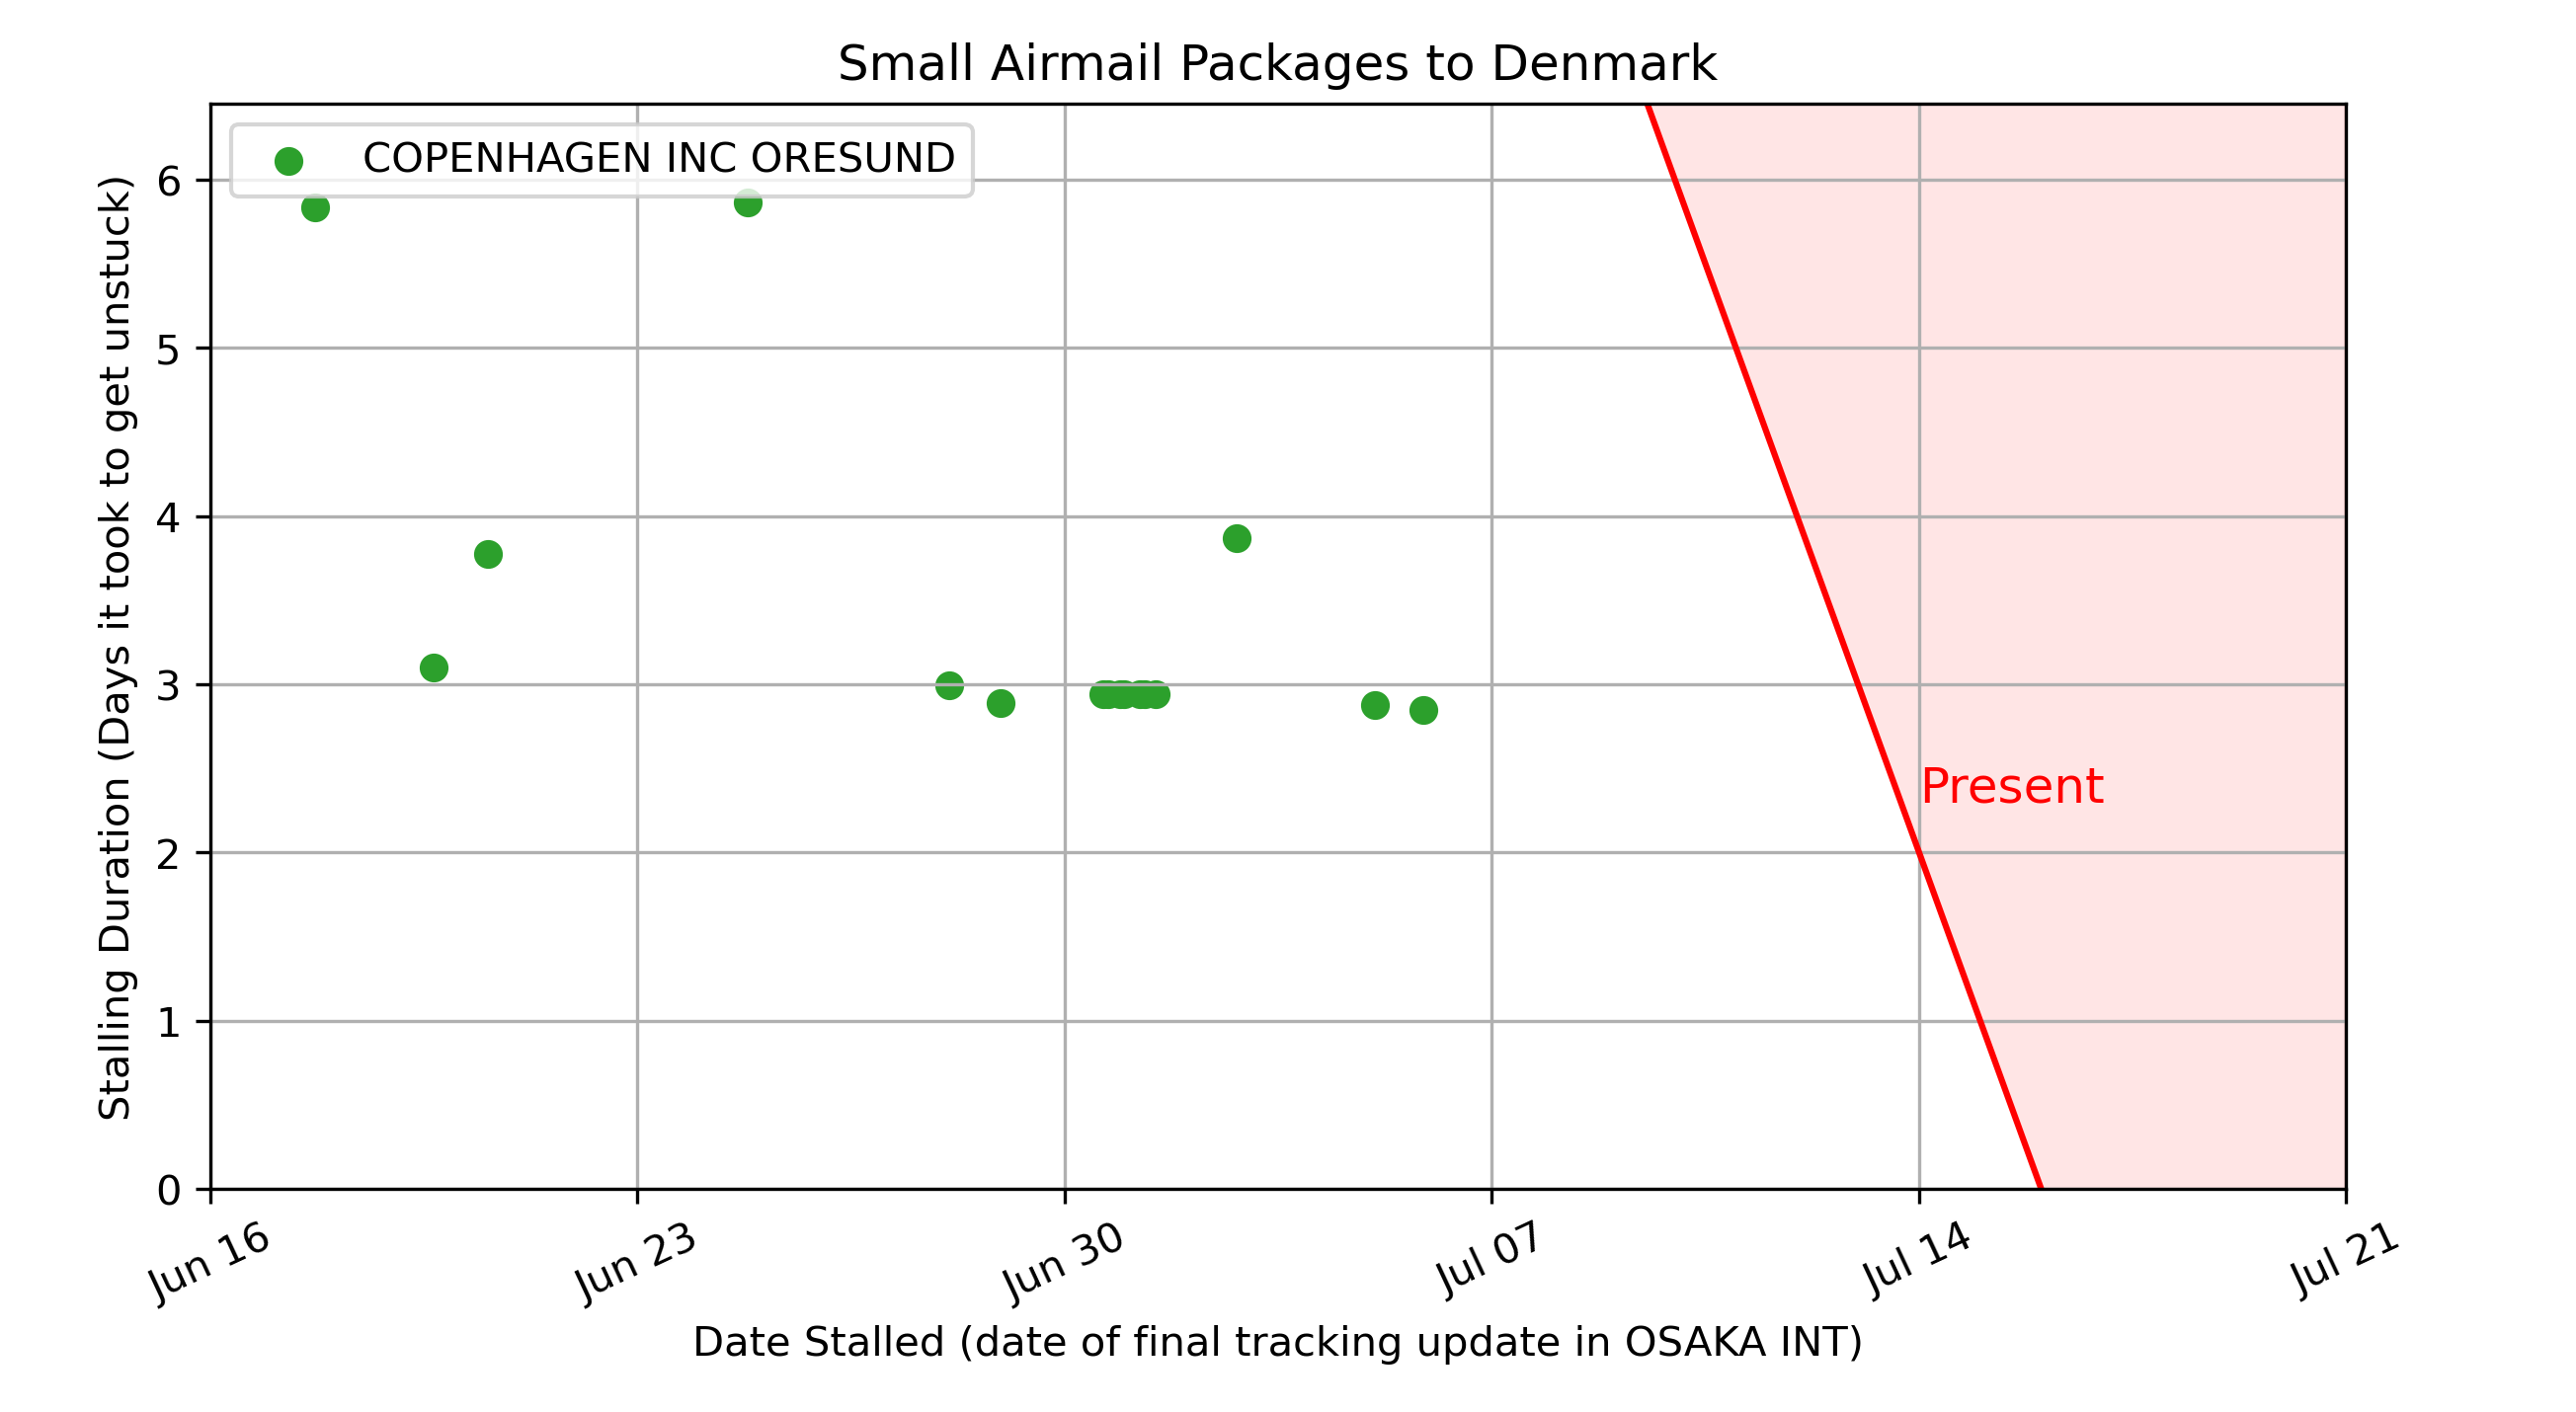 Small Airmail Packages to Denmark
COPENHAGEN INC ORESUND
Stalling Duration (Days it took to get unstuck)
6
5
4
3
2
1
0
Present
Jun 16
Jun 23
Jun 30
Jul 07
Jul 14
Jul 21
Date Stalled (date of final tracking update in OSAKA INT)